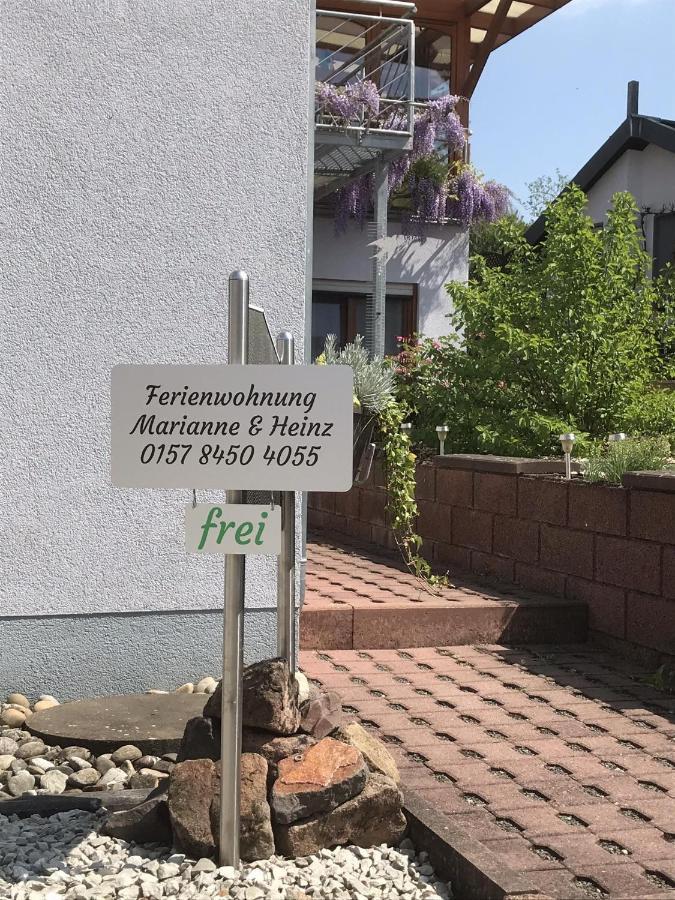 Ferienwohnung
Marianne & Heinz
0157 8450 4055
frei